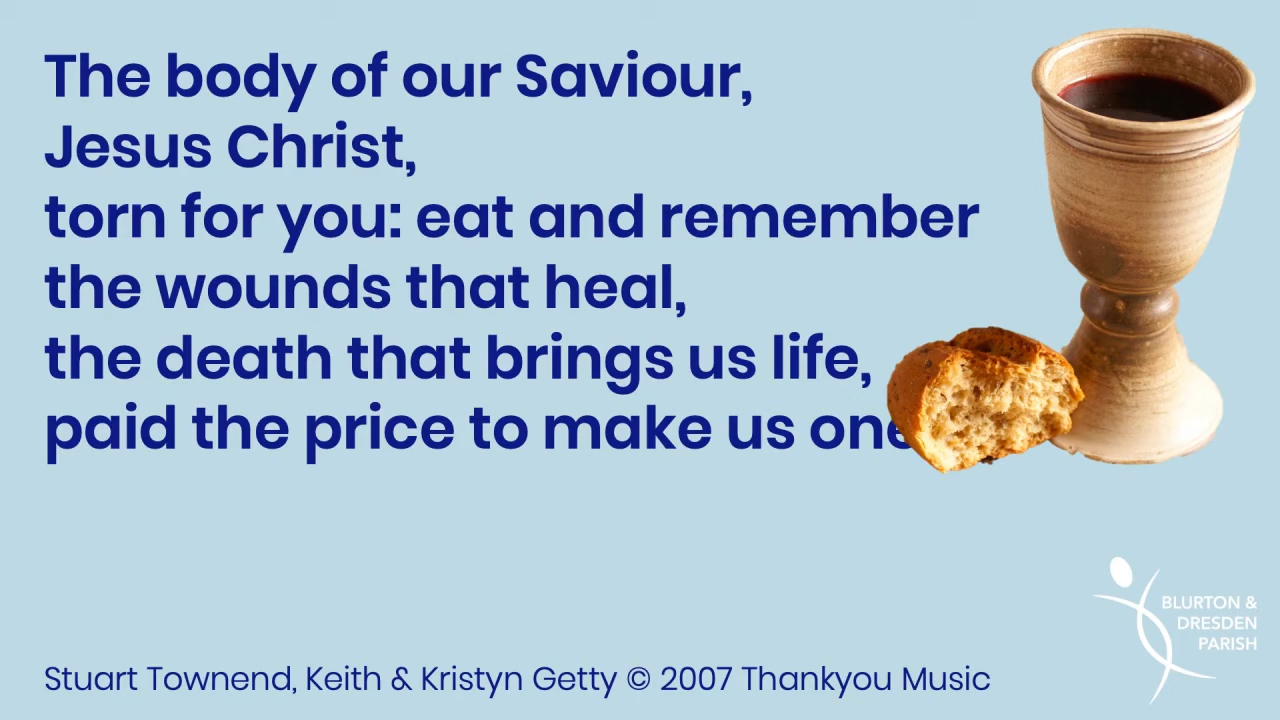 The body of our Saviour,
Jesus Christ,
torn for you: eat and remember
the wounds that heal,
the death that brings us life,
paid the price to make us one
BLURTON &
DRESDEN
PARISH
Stuart Townend, Keith & Kristyn Getty © 2007 Thankyou Music